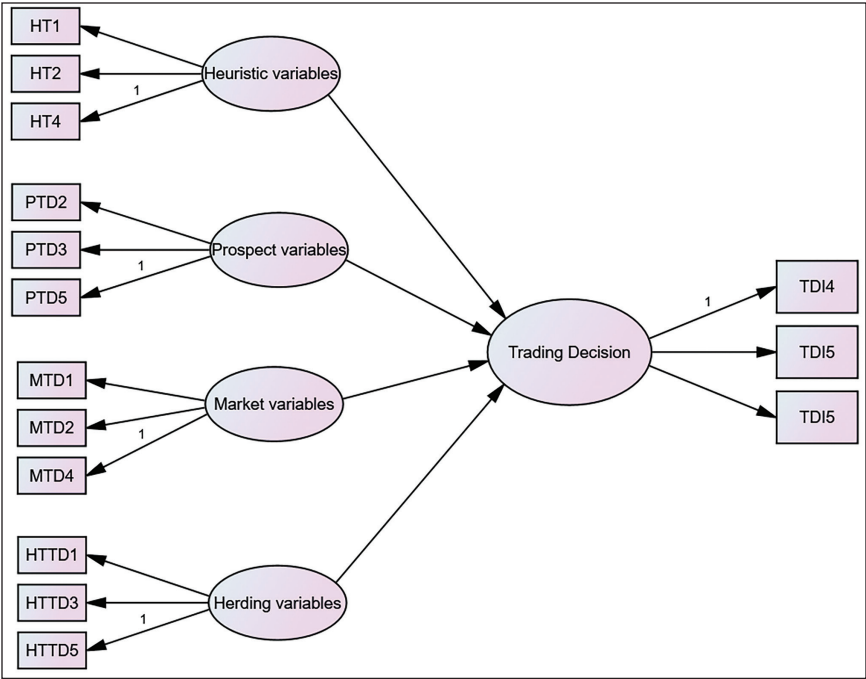 HT1
HT2
HT4
1
Heuristic variables
PTD2
PTD3
PTD5
1
Prospect variables
MTD1
MTD2
MTD4
1
Market variables
HTTD1
HTTD3
HTTD5
1
Herding variables
Trading Decision
1
TDI4
TDI5
TDI5